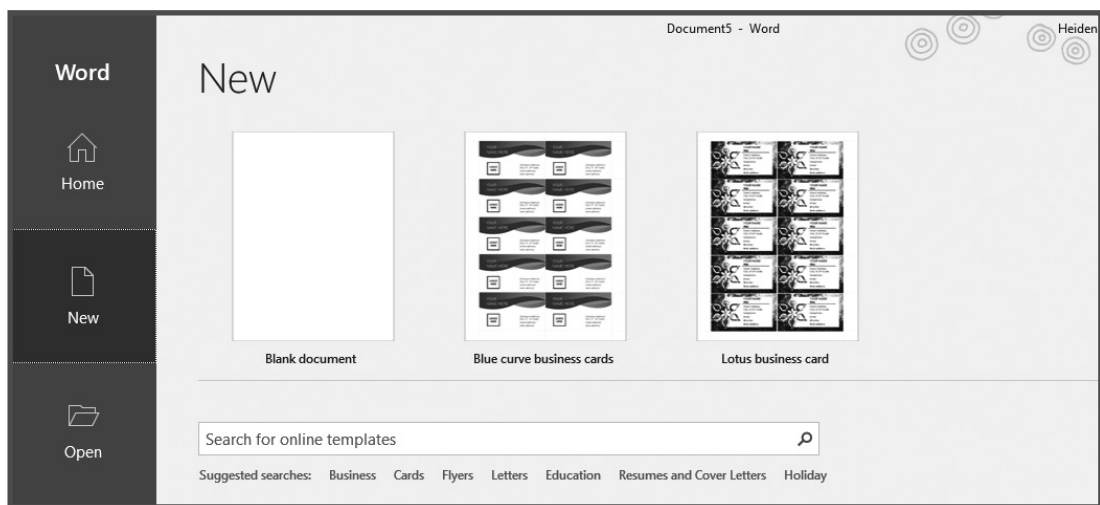 Document5 - Word
Heiden
Word
New
Home
New
Open
Blank document
Blue curve business cards
Lotus business card
Search for online templates
Suggested searches: Business Cards Flyers Letters Education Resumes and Cover Letters Holiday